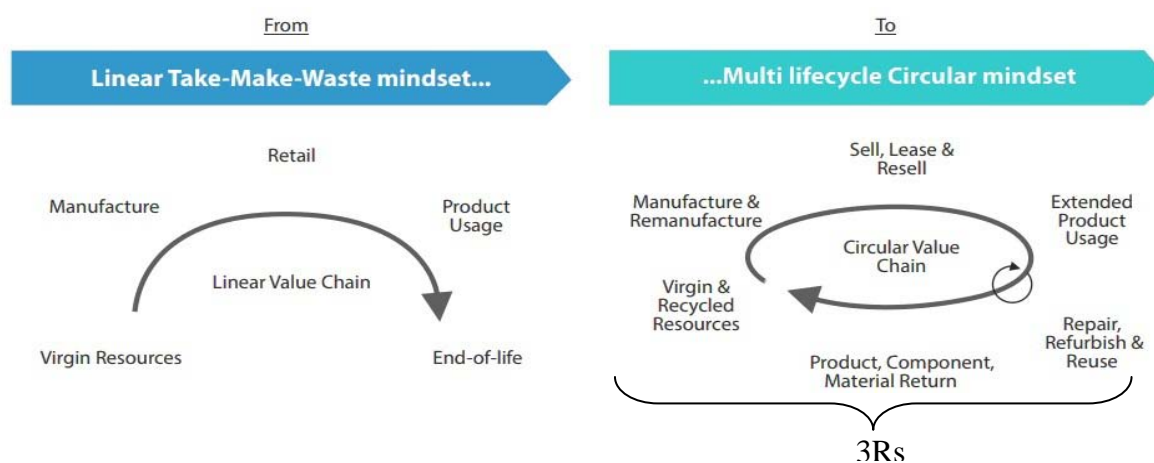 From
Linear Take-Make-Waste mindset...
Retail
Manufacture
Product
Usage
Linear Value Chain
Virgin Resources
End-of-life
To
...Multi lifecycle Circular mindset
Sell, Lease &
Resell
Manufacture &
Remanufacture
Extended
Product
Usage
Circular Value
Chain
Virgin &
Recycled
Resources
Repair,
Refurbish &
Reuse
Product, Component,
Material Return
3Rs